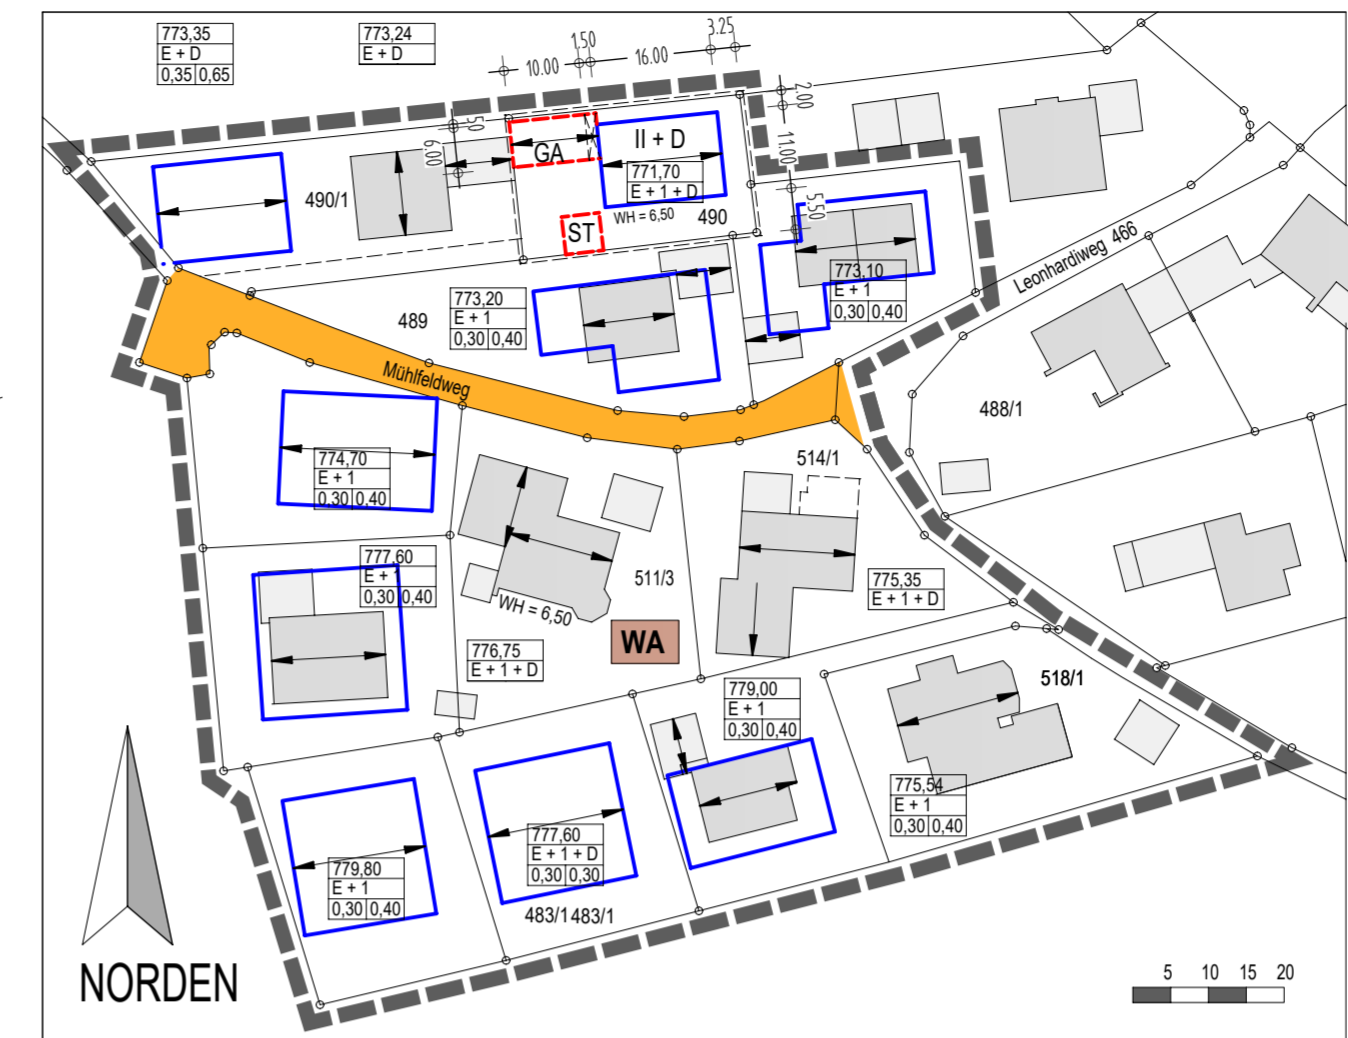 773,35
E + D
0,35 0,65
773,24
E + D
10.00
1.50
16.00
3.25
2.00
11.00
5.50
50
6.00
GA
II + D
771,70
E + 1 + D
WH = 6,50
490
ST
490/1
773,10
E + 1
0,30 0,40
Leonhardiweg 466
773,20
E + 1
0,30 0,40
489
Mühlfeldweg
488/1
774,70
E + 1
0,30 0,40
514/1
777,60
E + 1
0,30 0,40
511/3
WH = 6,50
775,35
E + 1 + D
WA
776,75
E + 1 + D
779,00
E + 1
0,30 0,40
518/1
775,54
E + 1
0,30 0,40
777,60
E + 1 + D
0,30 0,30
779,80
E + 1
0,30 0,40
483/1 483/1
NORDEN
5 10 15 20